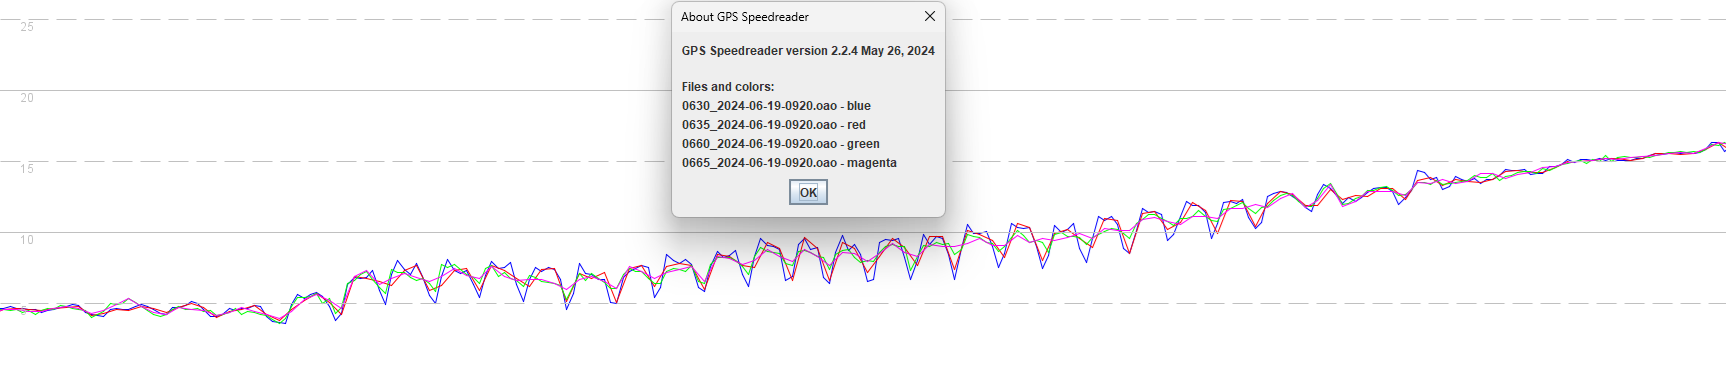 25
About GPS Speedreader
GPS Speedreader version 2.2.4 May 26, 2024
Files and colors:
20
0630_2024-06-19-0920.oao - blue
0635_2024-06-19-0920.oao - red
0660_2024-06-19-0920.oao - green
0665_2024-06-19-0920.oao - magenta
15
OK
10